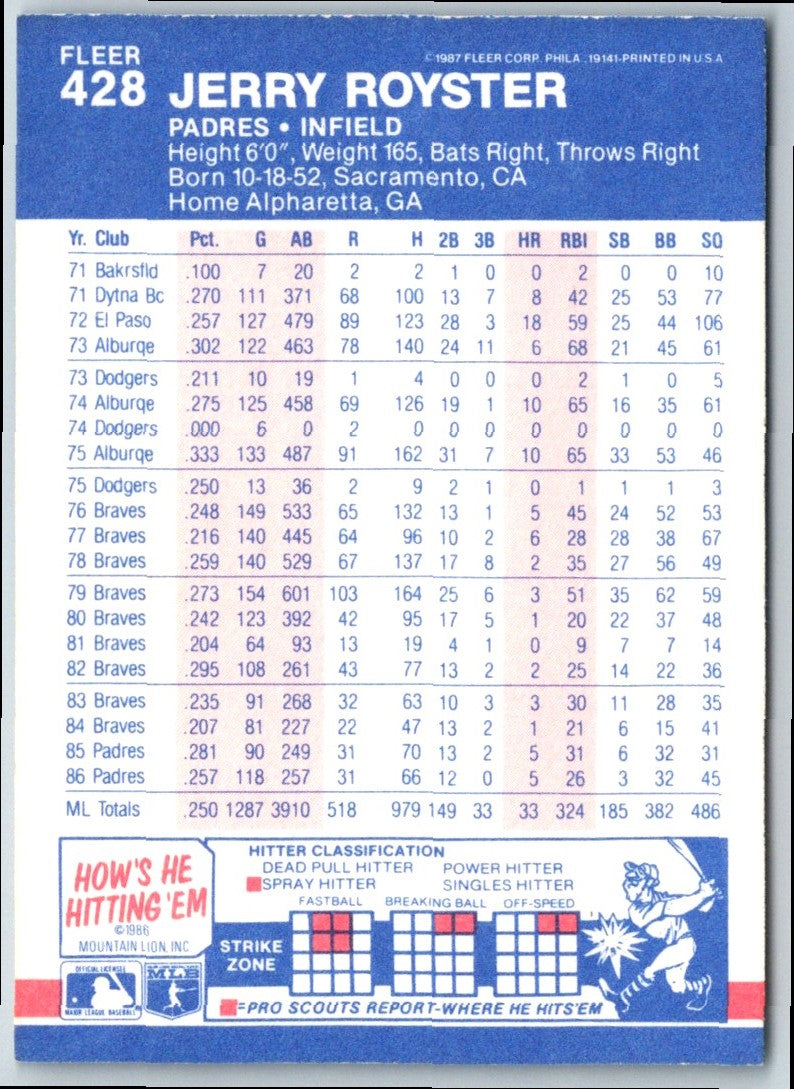 FLEER
428 JERRY ROYSTER
© 1987 FLEER CORP. PHILA. 19141-PRINTED IN U.S.A
PADRES • INFIELD
Height 6'0", Weight 165, Bats Right, Throws Right
Born 10-18-52, Sacramento, CA
Home Alpharetta, GA
Yr. Club Pct. G AB R H 2B 3B HR RBI SB BB SO
71 Bakrsfld .100 7 20 2 2 1 0 0 2 0 0 10
71 Dytna Bc .270 111 371 68 100 13 7 8 42 25 53 77
72 El Paso .257 127 479 89 123 28 3 18 59 25 44 106
73 Alburqe .302 122 463 78 140 24 11 6 68 21 45 61
73 Dodgers .211 10 19 1 4 0 0 0 2 1 0 5
74 Alburqe .275 125 458 69 126 19 1 10 65 16 35 61
74 Dodgers .000 6 0 2 0 0 0 0 0 0 0 0
75 Alburqe .333 133 487 91 162 31 7 10 65 33 53 46
75 Dodgers .250 13 36 2 9 2 1 0 1 1 1 3
76 Braves .248 149 533 65 132 13 1 5 45 24 52 53
77 Braves .216 140 445 64 96 10 2 6 28 28 38 67
78 Braves .259 140 529 67 137 17 8 2 35 27 56 49
79 Braves .273 154 601 103 164 25 6 3 51 35 62 59
80 Braves .242 123 392 42 95 17 5 1 20 22 37 48
81 Braves .204 64 93 13 19 4 1 0 9 7 7 14
82 Braves .295 108 261 43 77 13 2 2 25 14 22 36
83 Braves .235 91 268 32 63 10 3 3 30 11 28 35
84 Braves .207 81 227 22 47 13 2 1 21 6 15 41
85 Padres .281 90 249 31 70 13 2 5 31 6 32 31
86 Padres .257 118 257 31 66 12 0 5 26 3 32 45
ML Totals .250 1287 3910 518 979 149 33 33 324 185 382 486
HOW'S HE
HITTING 'EM
©1986
MOUNTAIN LION, INC
HITTER CLASSIFICATION
DEAD PULL HITTER POWER HITTER
SPRAY HITTER SINGLES HITTER
FASTBALL BREAKING BALL OFF-SPEED
STRIKE
ZONE
=PRO SCOUTS REPORT-WHERE HE HITS 'EM
OFFICIAL LICENSEE
MAJOR LEAGUE BASEBALL
MLB